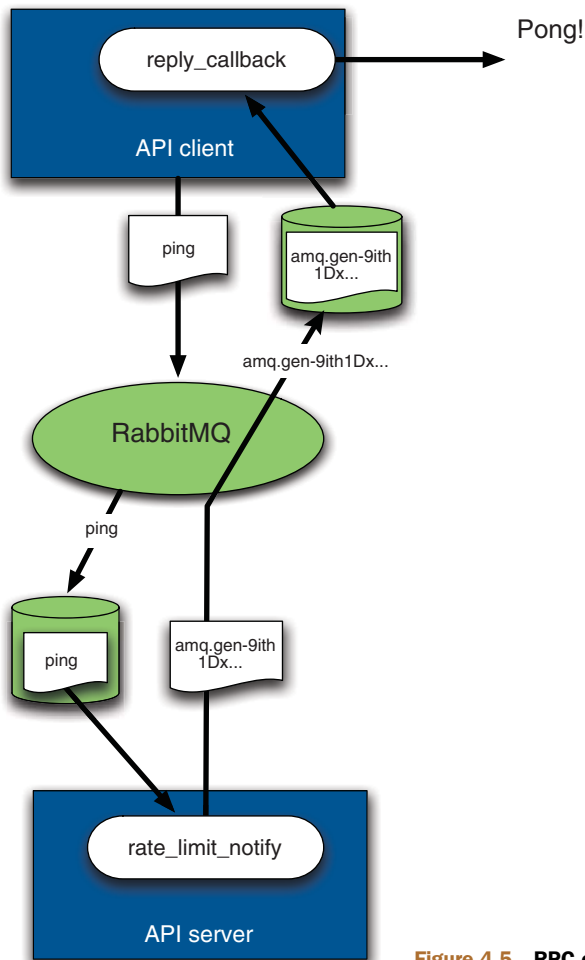 Pong!
reply_callback
API client
ping
amq.gen-9ith
1Dx...
amq.gen-9ith1Dx...
RabbitMQ
ping
ping
amq.gen-9ith
1Dx...
rate_limit_notify
API server
Figure 4.5 RPC